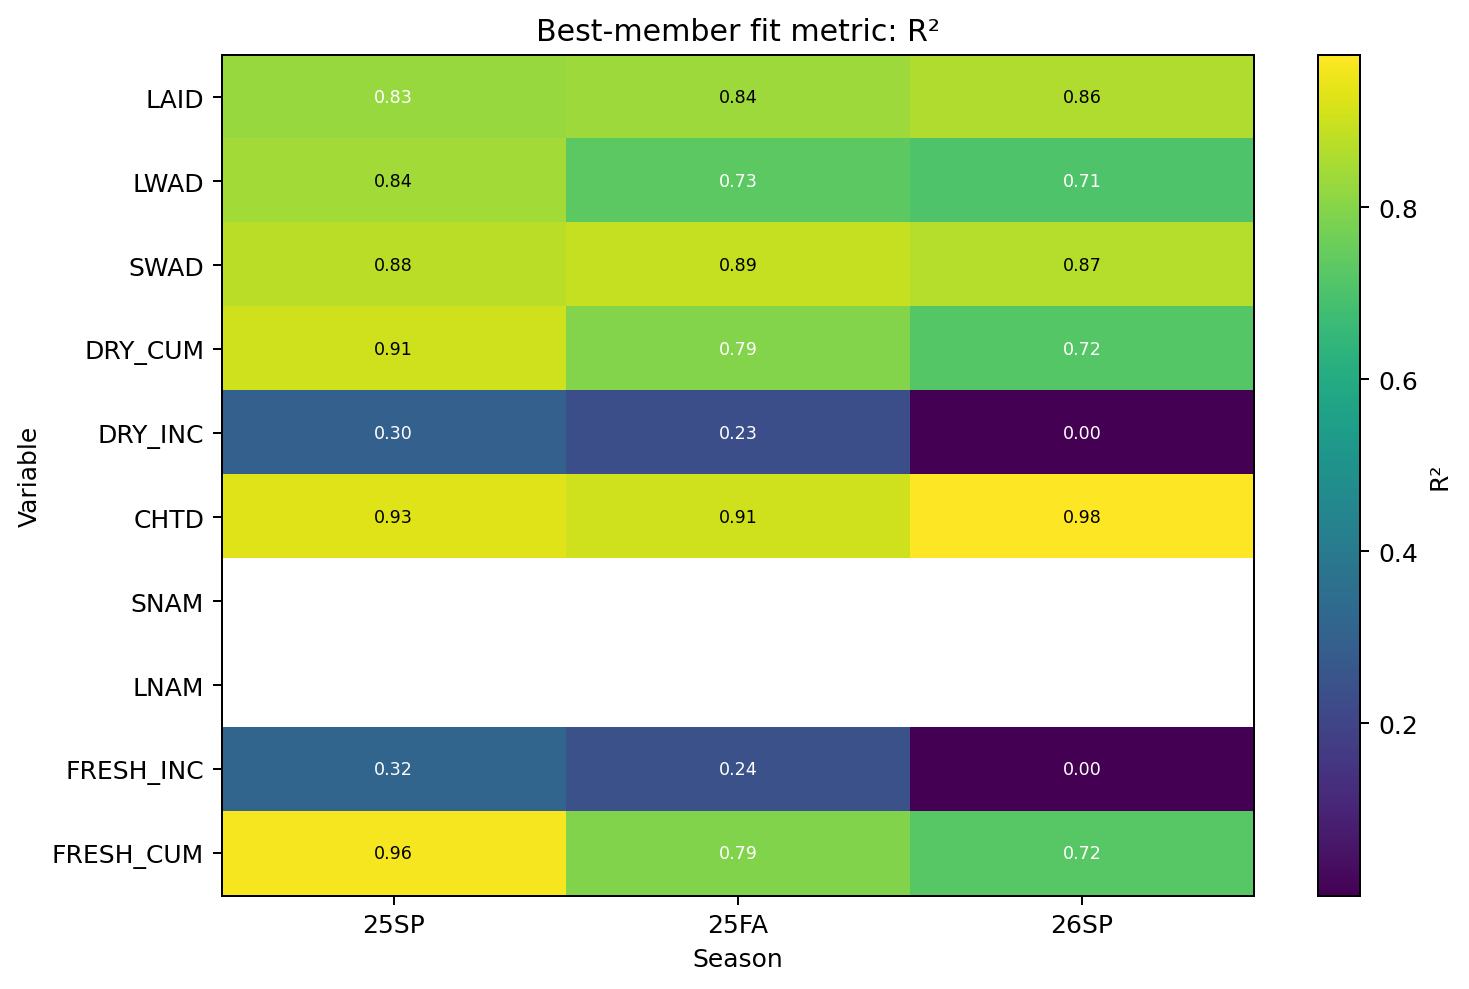 Best-member fit metric: R²
LAID 0.83 0.84 0.86
LWAD 0.84 0.73 0.71
SWAD 0.88 0.89 0.87
DRY_CUM 0.91 0.79 0.72
DRY_INC 0.30 0.23 0.00
CHTD 0.93 0.91 0.98
SNAM
LNAM
FRESH_INC 0.32 0.24 0.00
FRESH_CUM 0.96 0.79 0.72
25SP 25FA 26SP
Season
Variable
0.8
0.6
0.4
0.2
R²